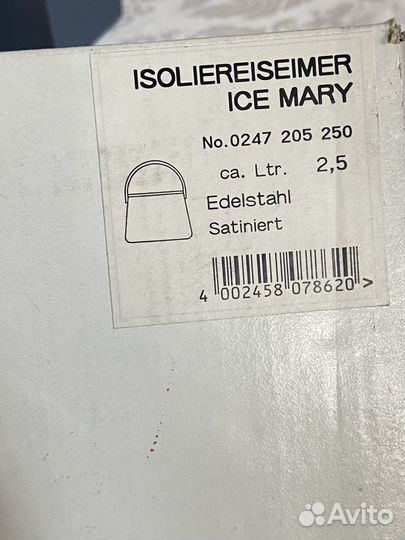 ISOLIEREISEIMER
ICE MARY
No.0247 205 250
ca. Ltr. 2,5
Edelstahl
Satiniert
4 002458 078620 >
Avito